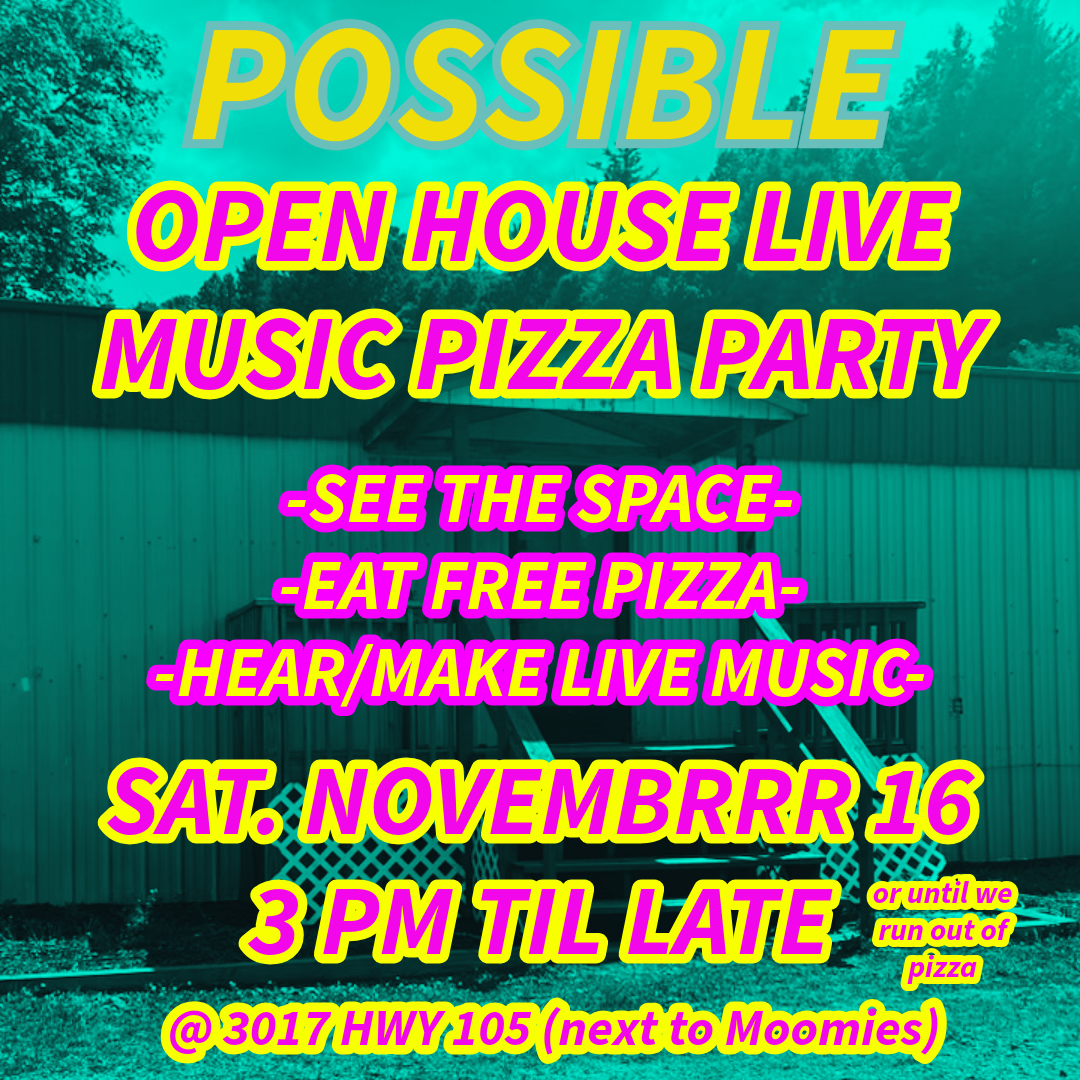 POSSIBLE
OPEN HOUSE LIVE
MUSIC PIZZA PARTY
-SEE THE SPACE-
-EAT FREE PIZZA-
-HEAR/MAKE LIVE MUSIC-
SAT. NOVEMBRRR 16
3 PM TIL LATE
or until we
run out of
pizza
@ 3017 HWY 105 (next to Moomies)